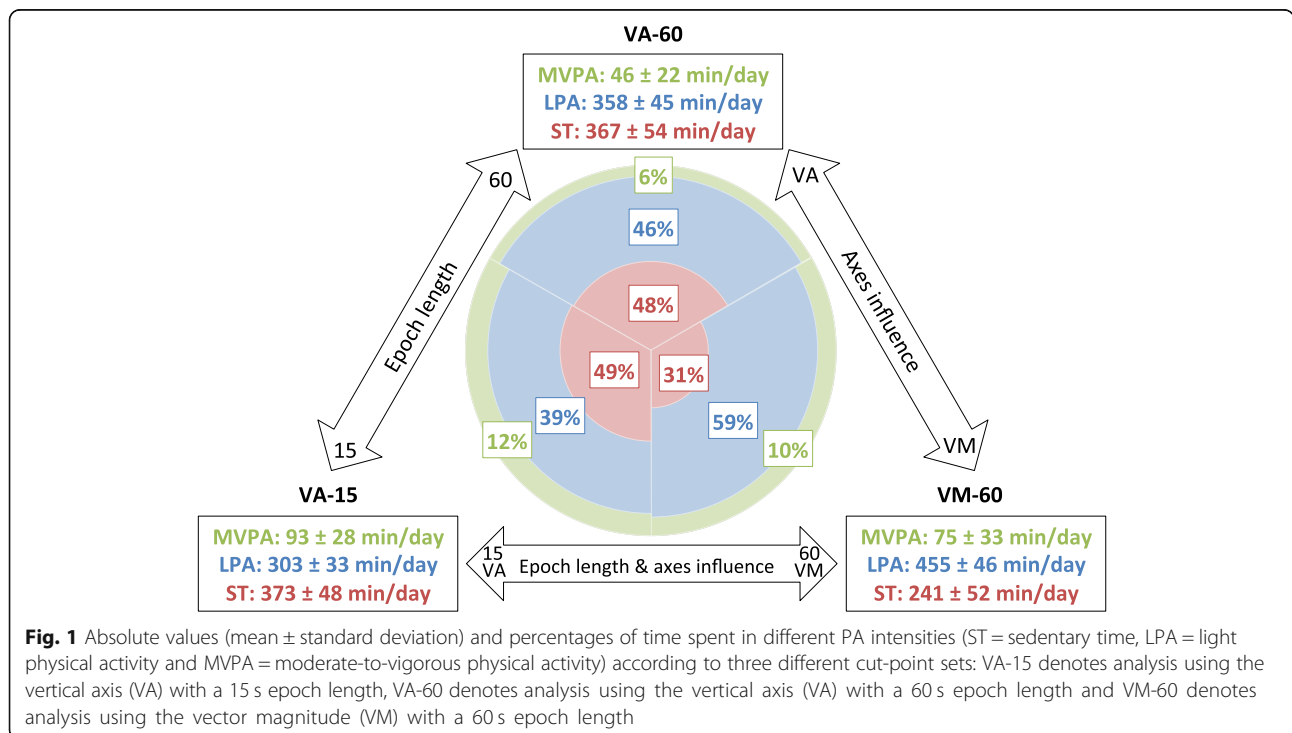 VA-60
MVPA: 46 ± 22 min/day
LPA: 358 ± 45 min/day
ST: 367 ± 54 min/day
60
Epoch length
15
VA
Axes influence
VM
6%
46%
48%
49%
31%
39%
59%
12%
10%
VA-15
MVPA: 93 ± 28 min/day
LPA: 303 ± 33 min/day
ST: 373 ± 48 min/day
15
VA
Epoch length & axes influence
60
VM
VM-60
MVPA: 75 ± 33 min/day
LPA: 455 ± 46 min/day
ST: 241 ± 52 min/day
Fig. 1 Absolute values (mean ± standard deviation) and percentages of time spent in different PA intensities (ST = sedentary time, LPA = light
physical activity and MVPA = moderate-to-vigorous physical activity) according to three different cut-point sets: VA-15 denotes analysis using the
vertical axis (VA) with a 15 s epoch length, VA-60 denotes analysis using the vertical axis (VA) with a 60 s epoch length and VM-60 denotes
analysis using the vector magnitude (VM) with a 60 s epoch length